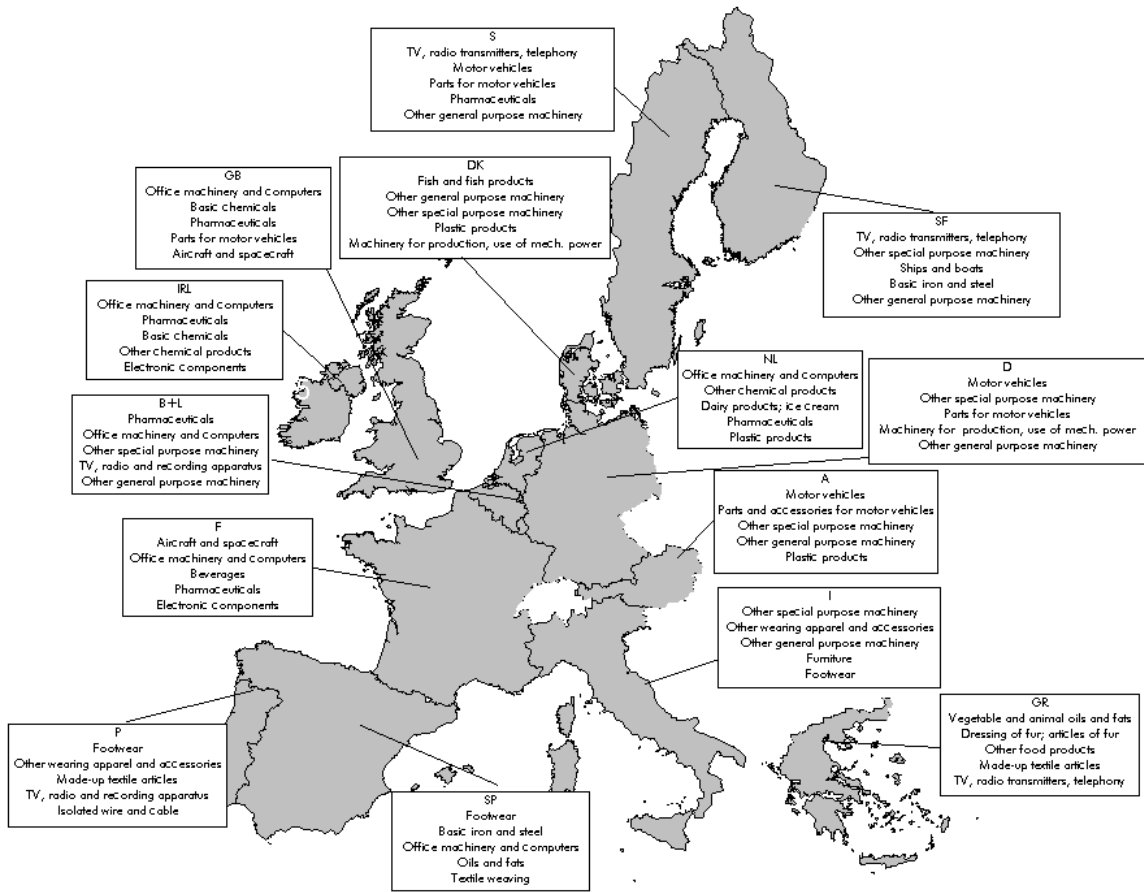 S
TV, radio transmitters, telephony
Motor vehicles
Parts for motor vehicles
Pharmaceuticals
Other general purpose machinery
DK
Fish and fish products
Other general purpose machinery
Other special purpose machinery
Plastic products
Machinery for production, use of mech. power
GB
Office machinery and computers
Basic chemicals
Pharmaceuticals
Parts for motor vehicles
Aircraft and spacecraft
SF
TV, radio transmitters, telephony
Other special purpose machinery
Ships and boats
Basic iron and steel
Other general purpose machinery
IRL
Office machinery and computers
Pharmaceuticals
Basic chemicals
Other chemical products
Electronic components
NL
Office machinery and computers
Other chemical products
Dairy products; ice cream
Pharmaceuticals
Plastic products
D
Motor vehicles
Other special purpose machinery
Parts for motor vehicles
Machinery for production, use of mech. power
Other general purpose machinery
B+L
Pharmaceuticals
Office machinery and computers
Other special purpose machinery
TV, radio and recording apparatus
Other general purpose machinery
A
Motor vehicles
Parts and accessories for motor vehicles
Other special purpose machinery
Other general purpose machinery
Plastic products
F
Aircraft and spacecraft
Office machinery and computers
Beverages
Pharmaceuticals
Electronic components
I
Other special purpose machinery
Other wearing apparel and accessories
Other general purpose machinery
Furniture
Footwear
GR
Vegetable and animal oils and fats
Dressing of fur; articles of fur
Other food products
Made-up textile articles
TV, radio transmitters, telephony
P
Footwear
Other wearing apparel and accessories
Made-up textile articles
TV, radio and recording apparatus
Isolated wire and cable
SP
Footwear
Basic iron and steel
Office machinery and computers
Oils and fats
Textile weaving